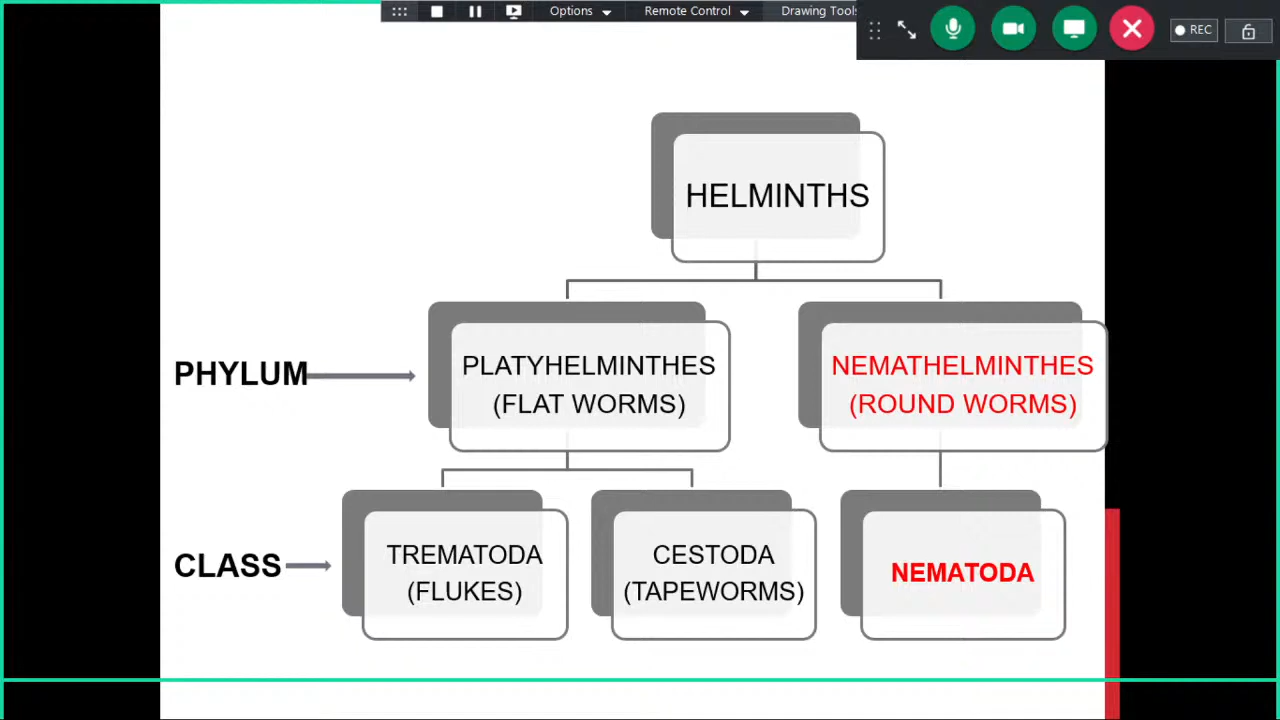 Options
Remote Control
Drawing Tools
REC
HELMINTHS
PHYLUM
PLATYHELMINTHES
(FLAT WORMS)
NEMATHELMINTHES
(ROUND WORMS)
CLASS
TREMATODA
(FLUKES)
CESTODA
(TAPEWORMS)
NEMATODA